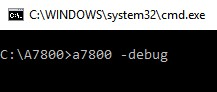 C:\WINDOWS\system32\cmd.exe
C:\A7800>a7800 -debug